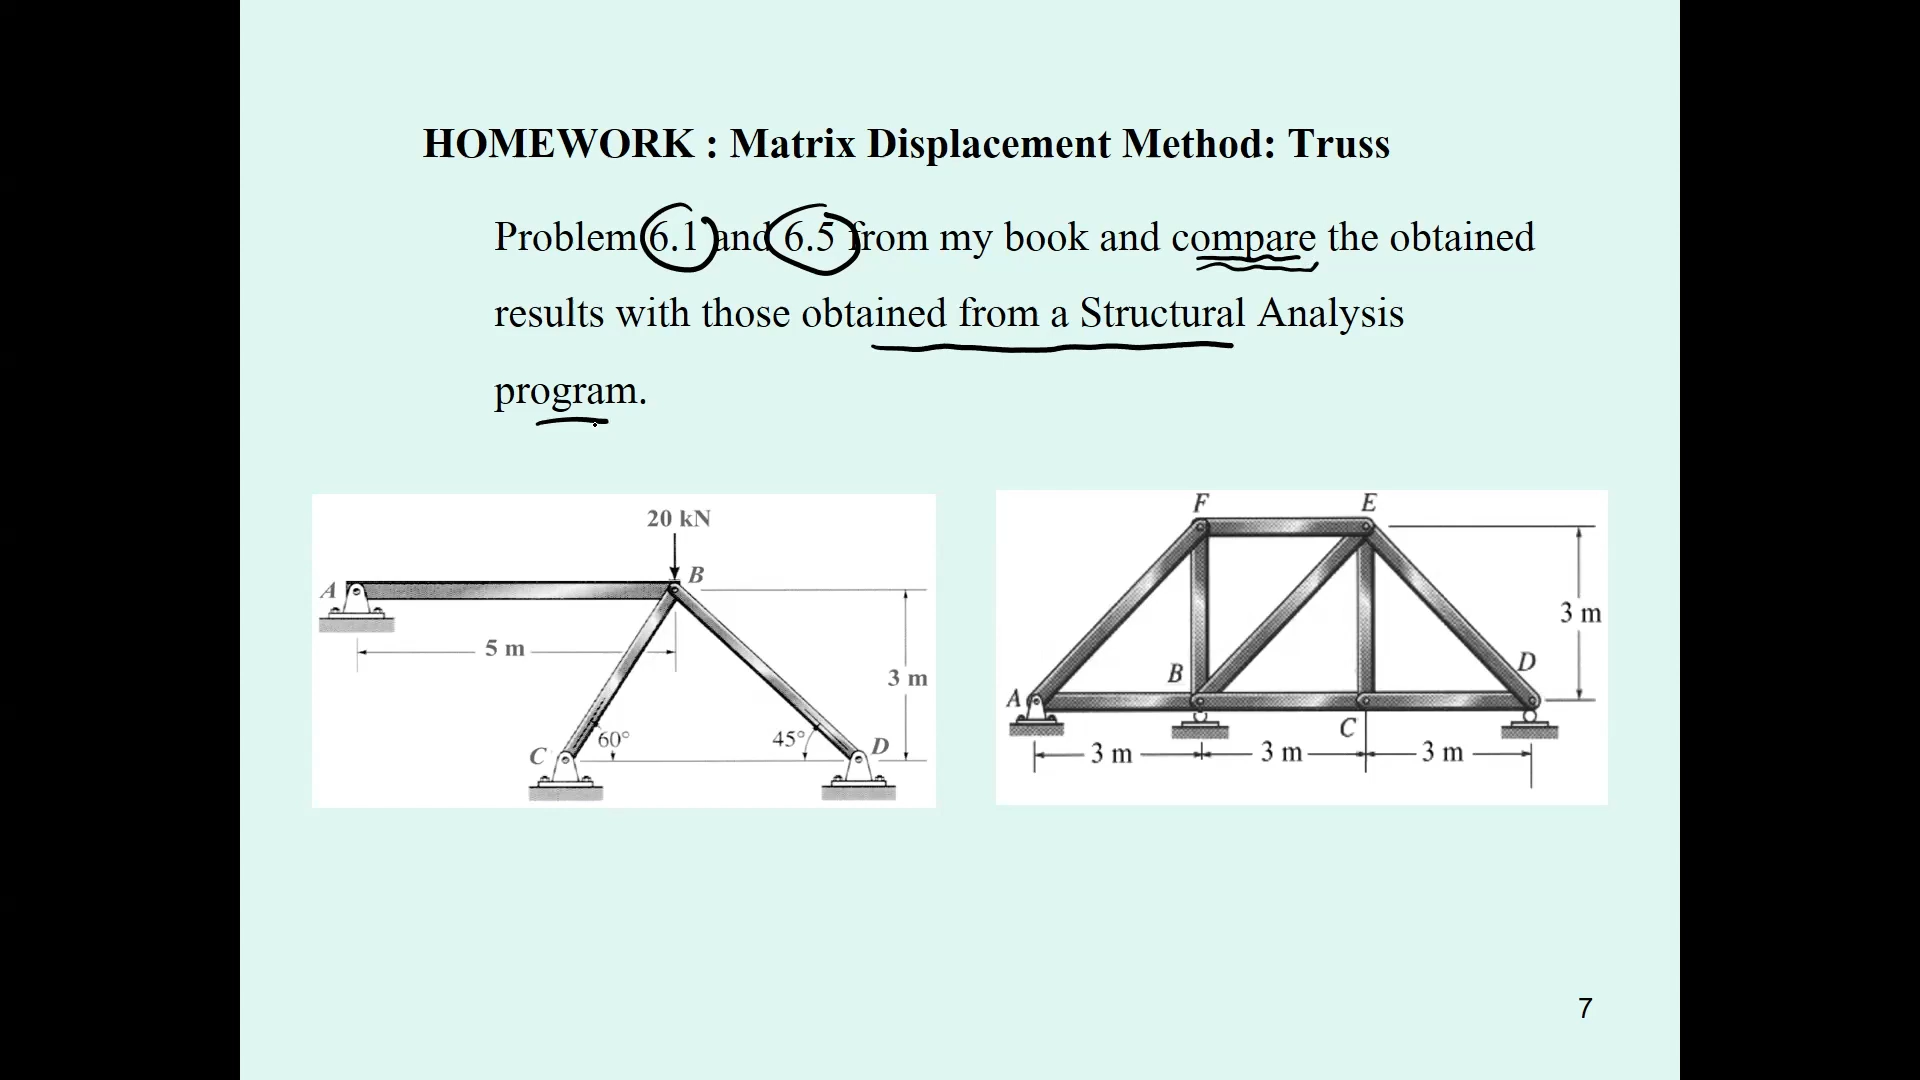 HOMEWORK : Matrix Displacement Method: Truss
Problem 6.1 and 6.5 from my book and compare the obtained
results with those obtained from a Structural Analysis
program.
20 kN
A
B
5 m
3 m
C
60°
45°
D
F
E
3 m
B
D
A
C
3 m
3 m
3 m
7